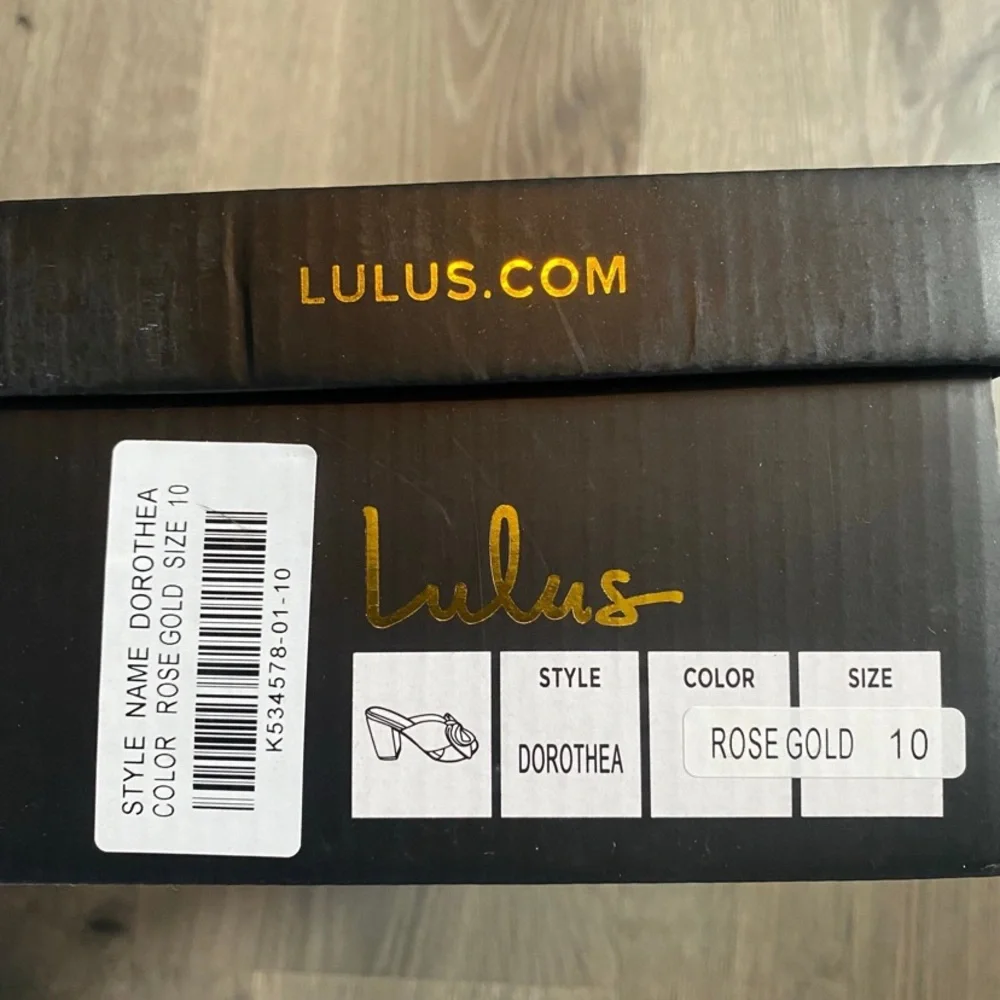 LULUS.COM
STYLE NAME DOROTHEA
COLOR ROSE GOLD SIZE 10
K534578-01-10
Lulus
STYLE
DOROTHEA
COLOR
SIZE
ROSE GOLD 10